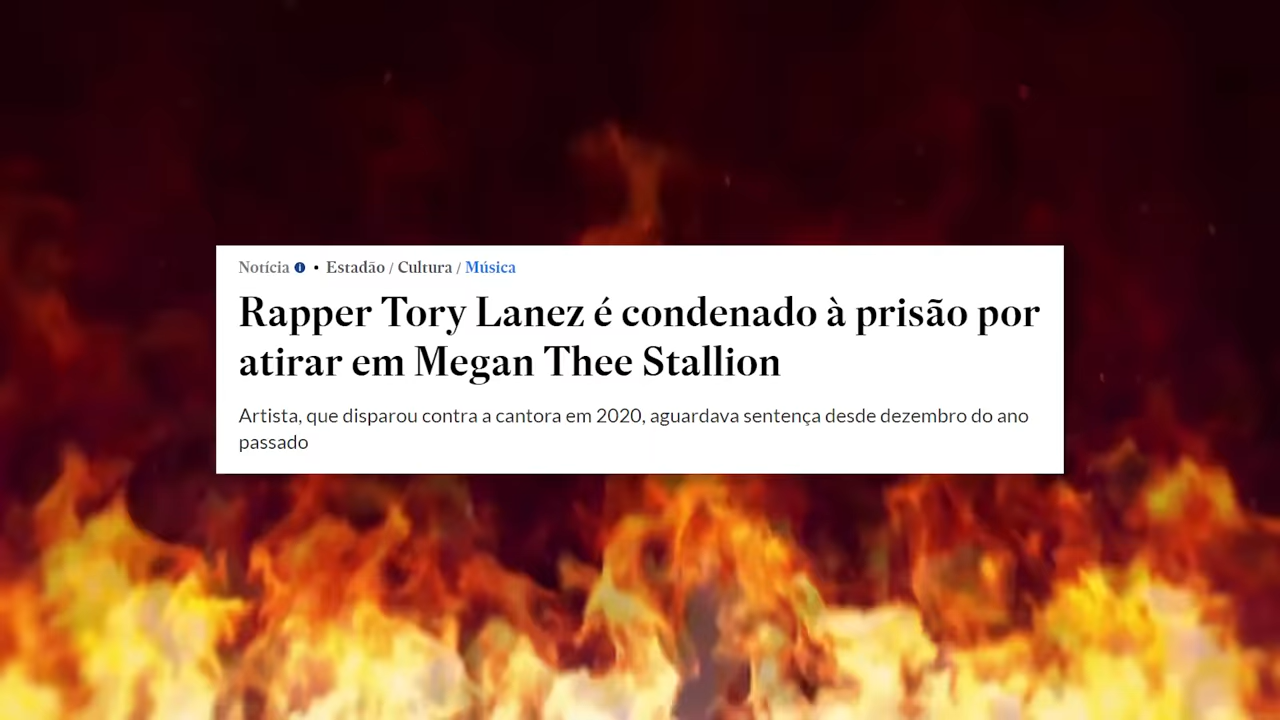 Notícia • Estadão / Cultura / Música
Rapper Tory Lanez é condenado à prisão por
atirar em Megan Thee Stallion
Artista, que disparou contra a cantora em 2020, aguardava sentença desde dezembro do ano
passado